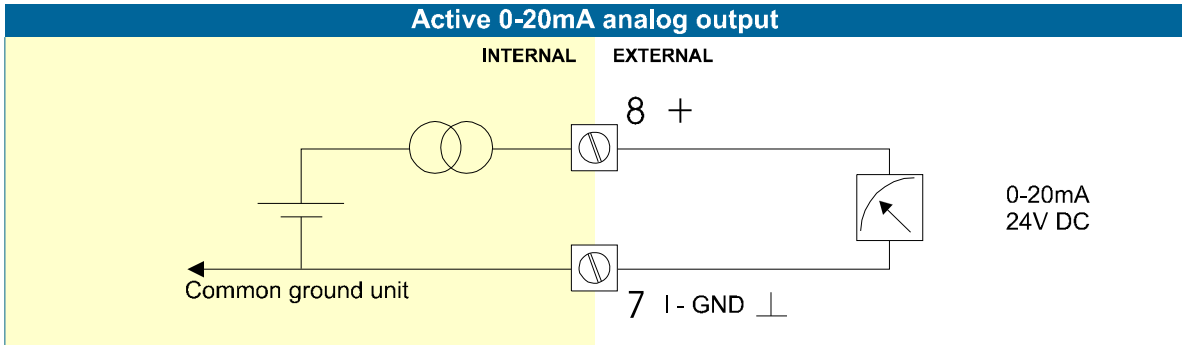 Active 0-20mA analog output
INTERNAL EXTERNAL
8 +
0-20mA
24V DC
Common ground unit
7 I - GND ⊥